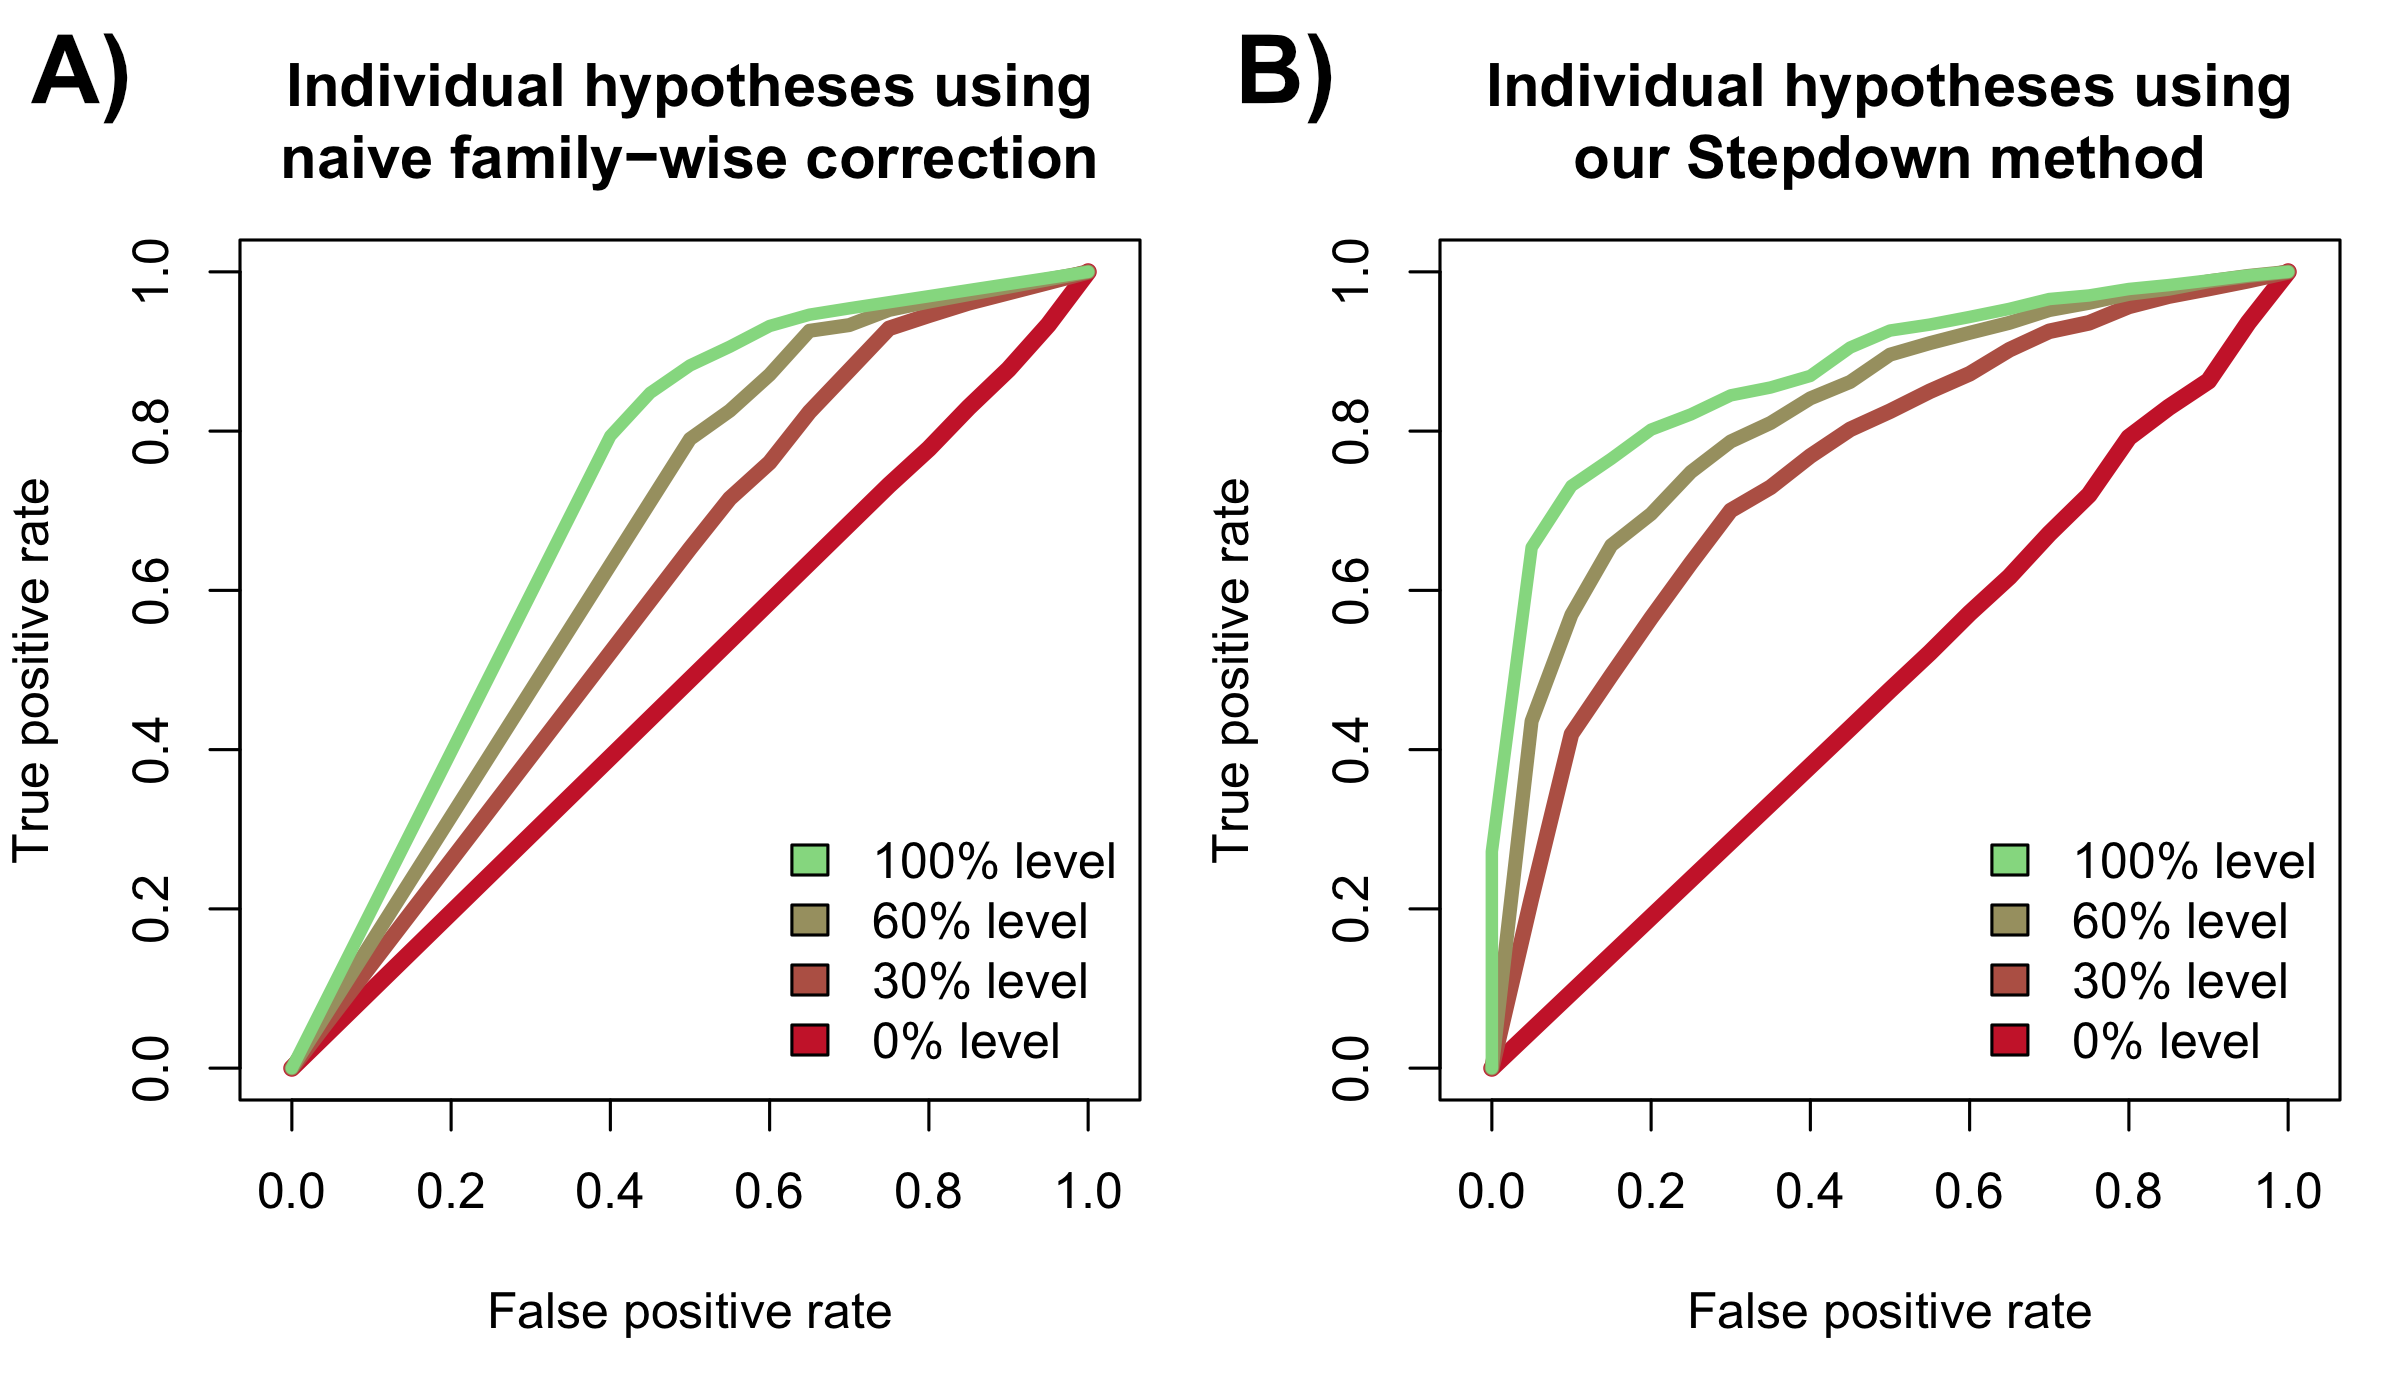 A)
Individual hypotheses using
naive family−wise correction
True positive rate
1.0
0.8
0.6
0.4
0.2
0.0
100% level
60% level
30% level
0% level
0.0 0.2 0.4 0.6 0.8 1.0
False positive rate
B)
Individual hypotheses using
our Stepdown method
True positive rate
1.0
0.8
0.6
0.4
0.2
0.0
100% level
60% level
30% level
0% level
0.0 0.2 0.4 0.6 0.8 1.0
False positive rate